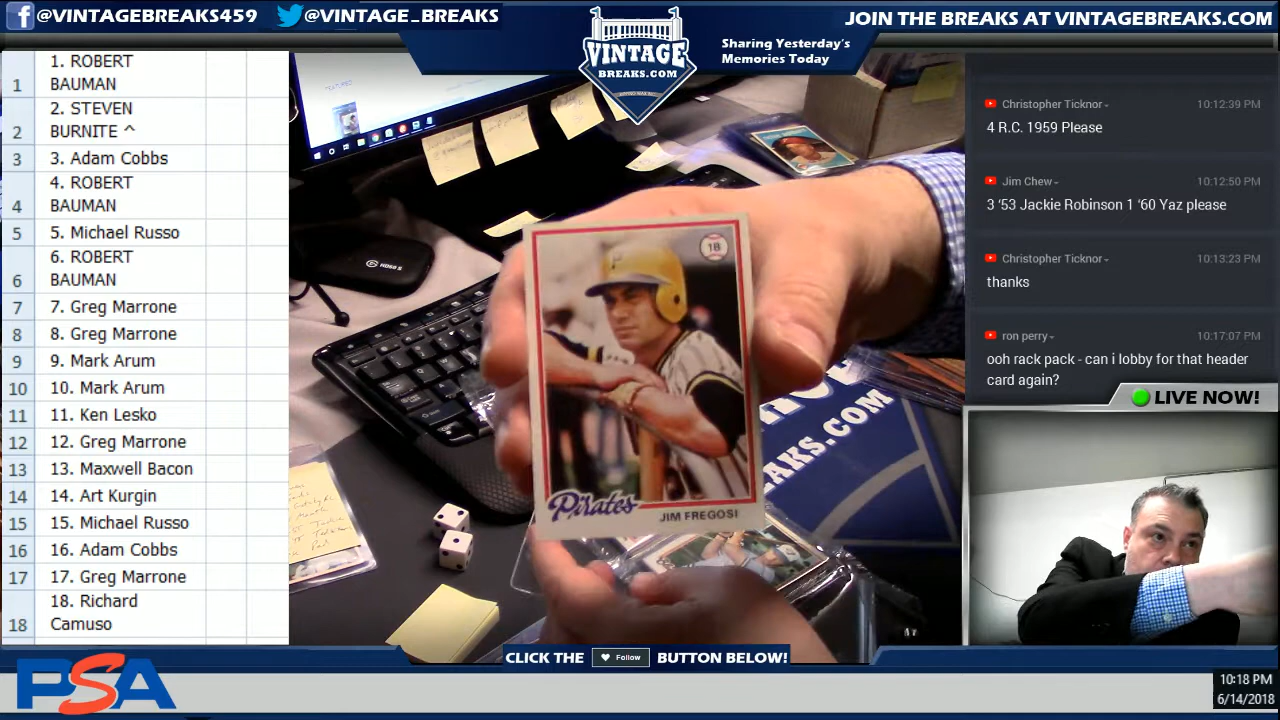 @VINTAGEBREAKS459
@VINTAGE_BREAKS
VINTAGE
BREAKS.COM
Sharing Yesterday's
Memories Today
JOIN THE BREAKS AT VINTAGEBREAKS.COM
1 1. ROBERT
BAUMAN
2 2. STEVEN
BURNITE ^
3 3. Adam Cobbs
4 4. ROBERT
BAUMAN
5 5. Michael Russo
6 6. ROBERT
BAUMAN
7 7. Greg Marrone
8 8. Greg Marrone
9 9. Mark Arum
10 10. Mark Arum
11 11. Ken Lesko
12 12. Greg Marrone
13 13. Maxwell Bacon
14 14. Art Kurgin
15 15. Michael Russo
16 16. Adam Cobbs
17 17. Greg Marrone
18 18. Richard
Camuso
18
P
Pirates
JIM FREGOSI
AKS.COM
Christopher Ticknor 10:12:39 PM
4 R.C. 1959 Please
Jim Chew 10:12:50 PM
3 '53 Jackie Robinson 1 '60 Yaz please
Christopher Ticknor 10:13:23 PM
thanks
ron perry 10:17:07 PM
ooh rack pack - can i lobby for that header
card again?
LIVE NOW!
CLICK THE Follow BUTTON BELOW!
PSA
10:18 PM
6/14/2018